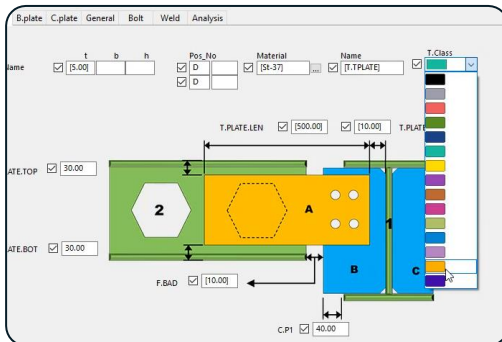 B.plate C.plate General Bolt Weld Analysis
t b h Pos_No Material Name T.Class
Name [5.00] D [St-37] ... [T.TPLATE]
D
T.PLATE.LEN [500.00] [10.00] T.PLATE
ATE.TOP 30.00
2 A 1
ATE.BOT 30.00
B C
F.BAD [10.00]
C.P1 40.00